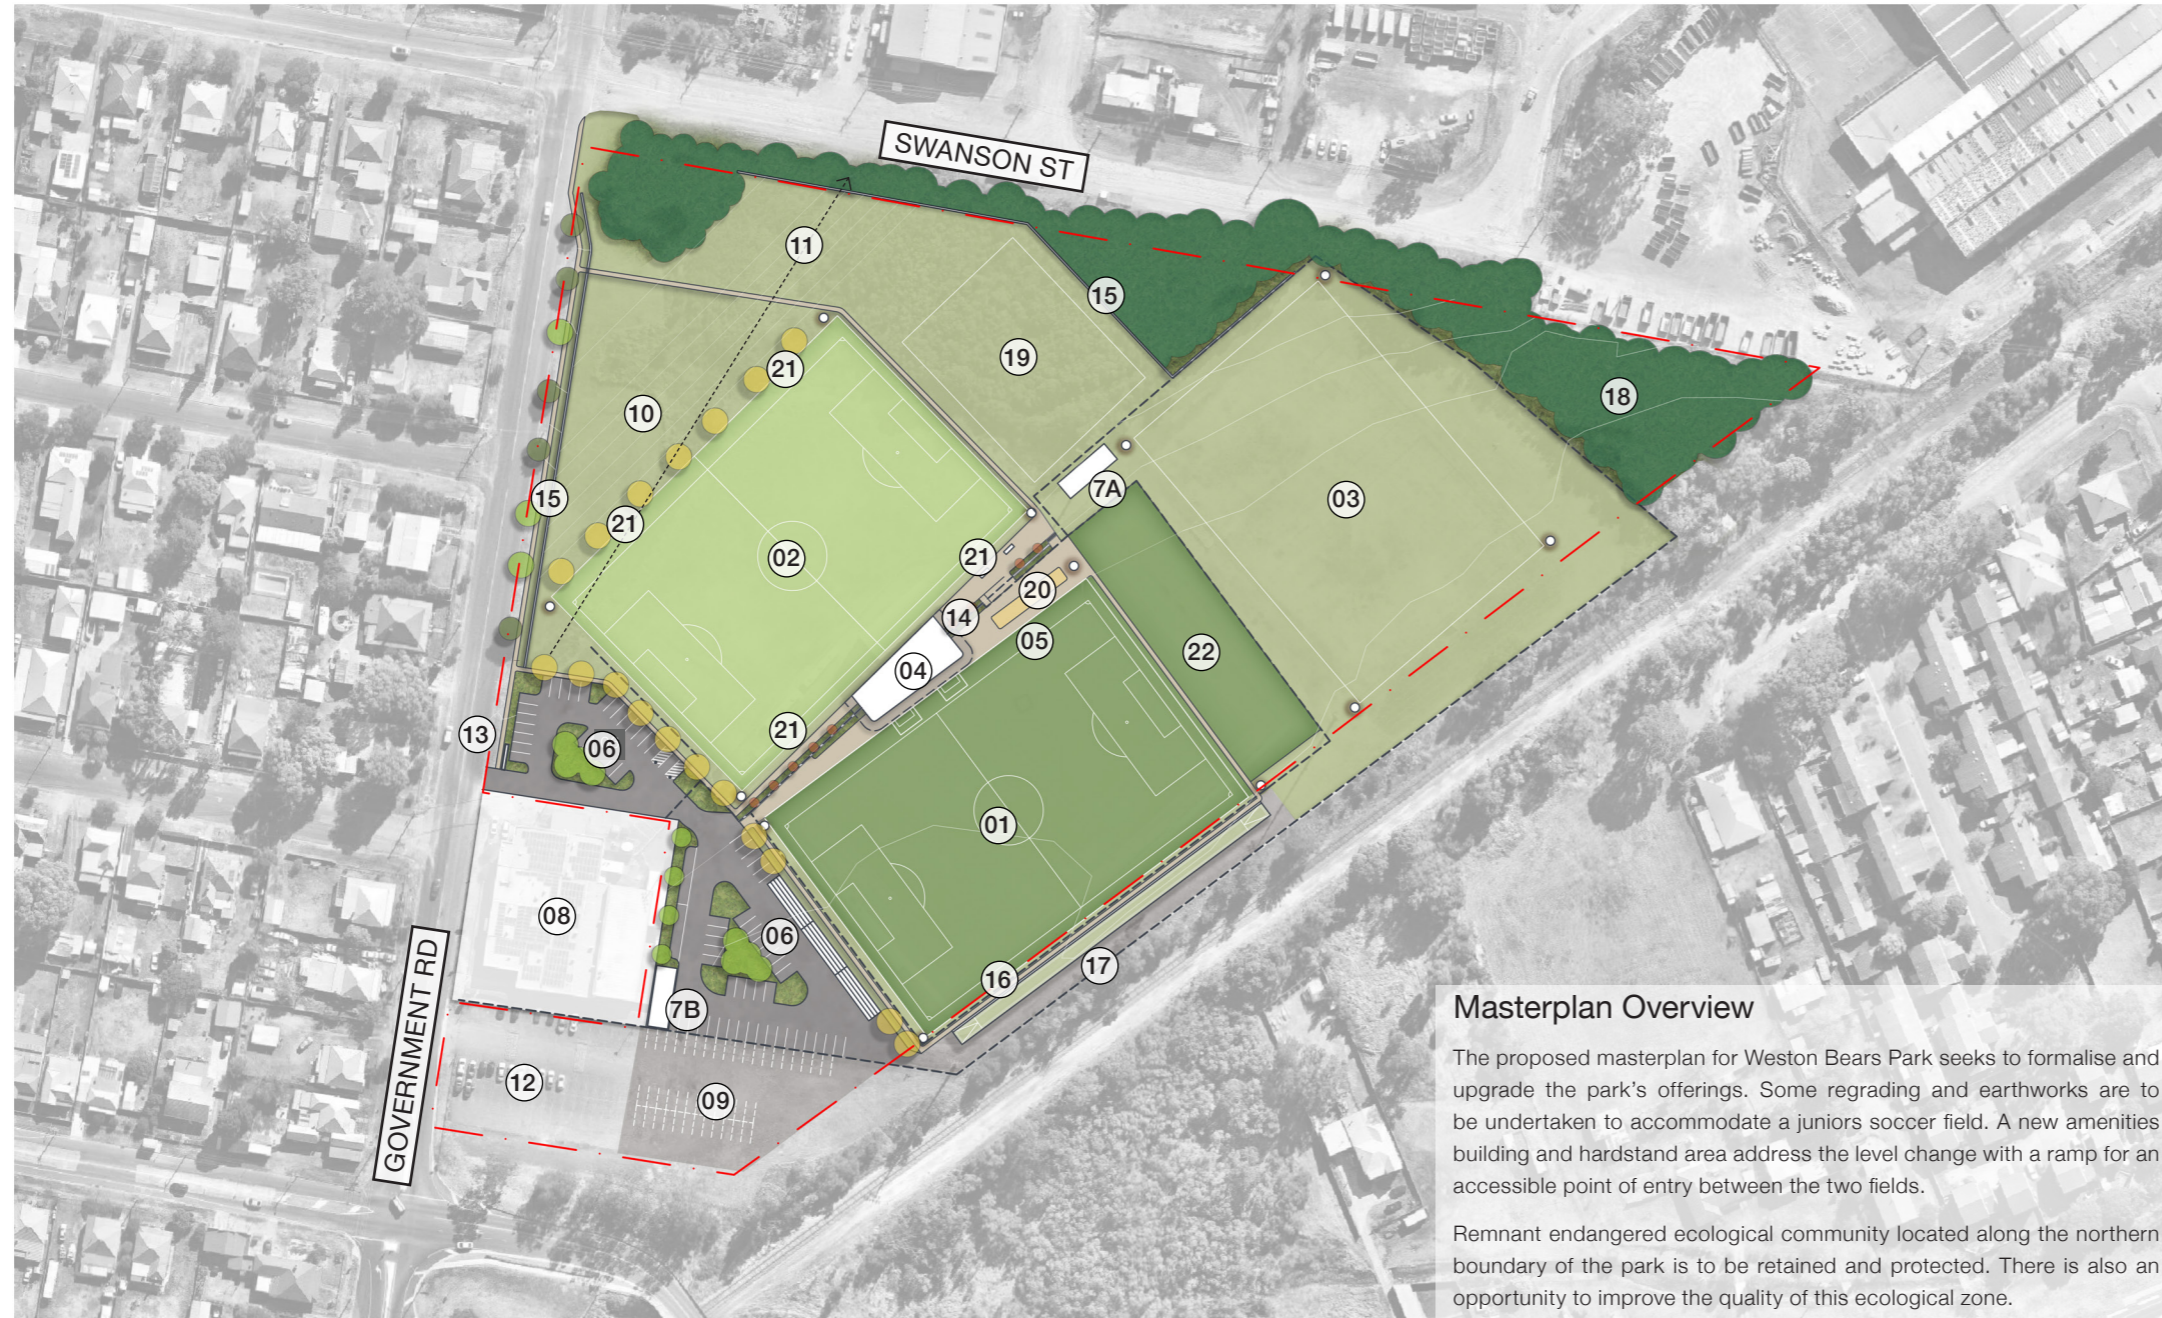 SWANSON ST
11
15
19
21
18
10
7A
03
15
21
02
21
20
14
05
22
04
21
13
06
01
08
06
16
17
7B
12
09
GOVERNMENT RD
Masterplan Overview
The proposed masterplan for Weston Bears Park seeks to formalise and
upgrade the park's offerings. Some regrading and earthworks are to
be undertaken to accommodate a juniors soccer field. A new amenities
building and hardstand area address the level change with a ramp for an
accessible point of entry between the two fields.
Remnant endangered ecological community located along the northern
boundary of the park is to be retained and protected. There is also an
opportunity to improve the quality of this ecological zone.